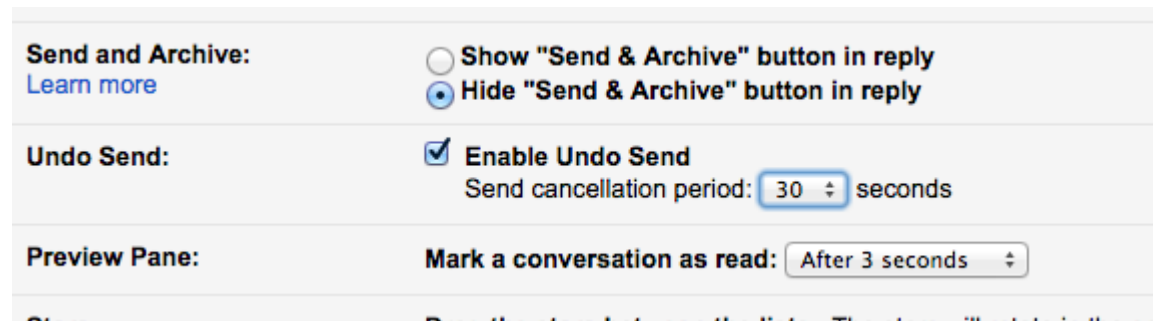 Send and Archive:
Learn more
Show "Send & Archive" button in reply
Hide "Send & Archive" button in reply
Undo Send:
Enable Undo Send
Send cancellation period: 30 seconds
Preview Pane:
Mark a conversation as read: After 3 seconds